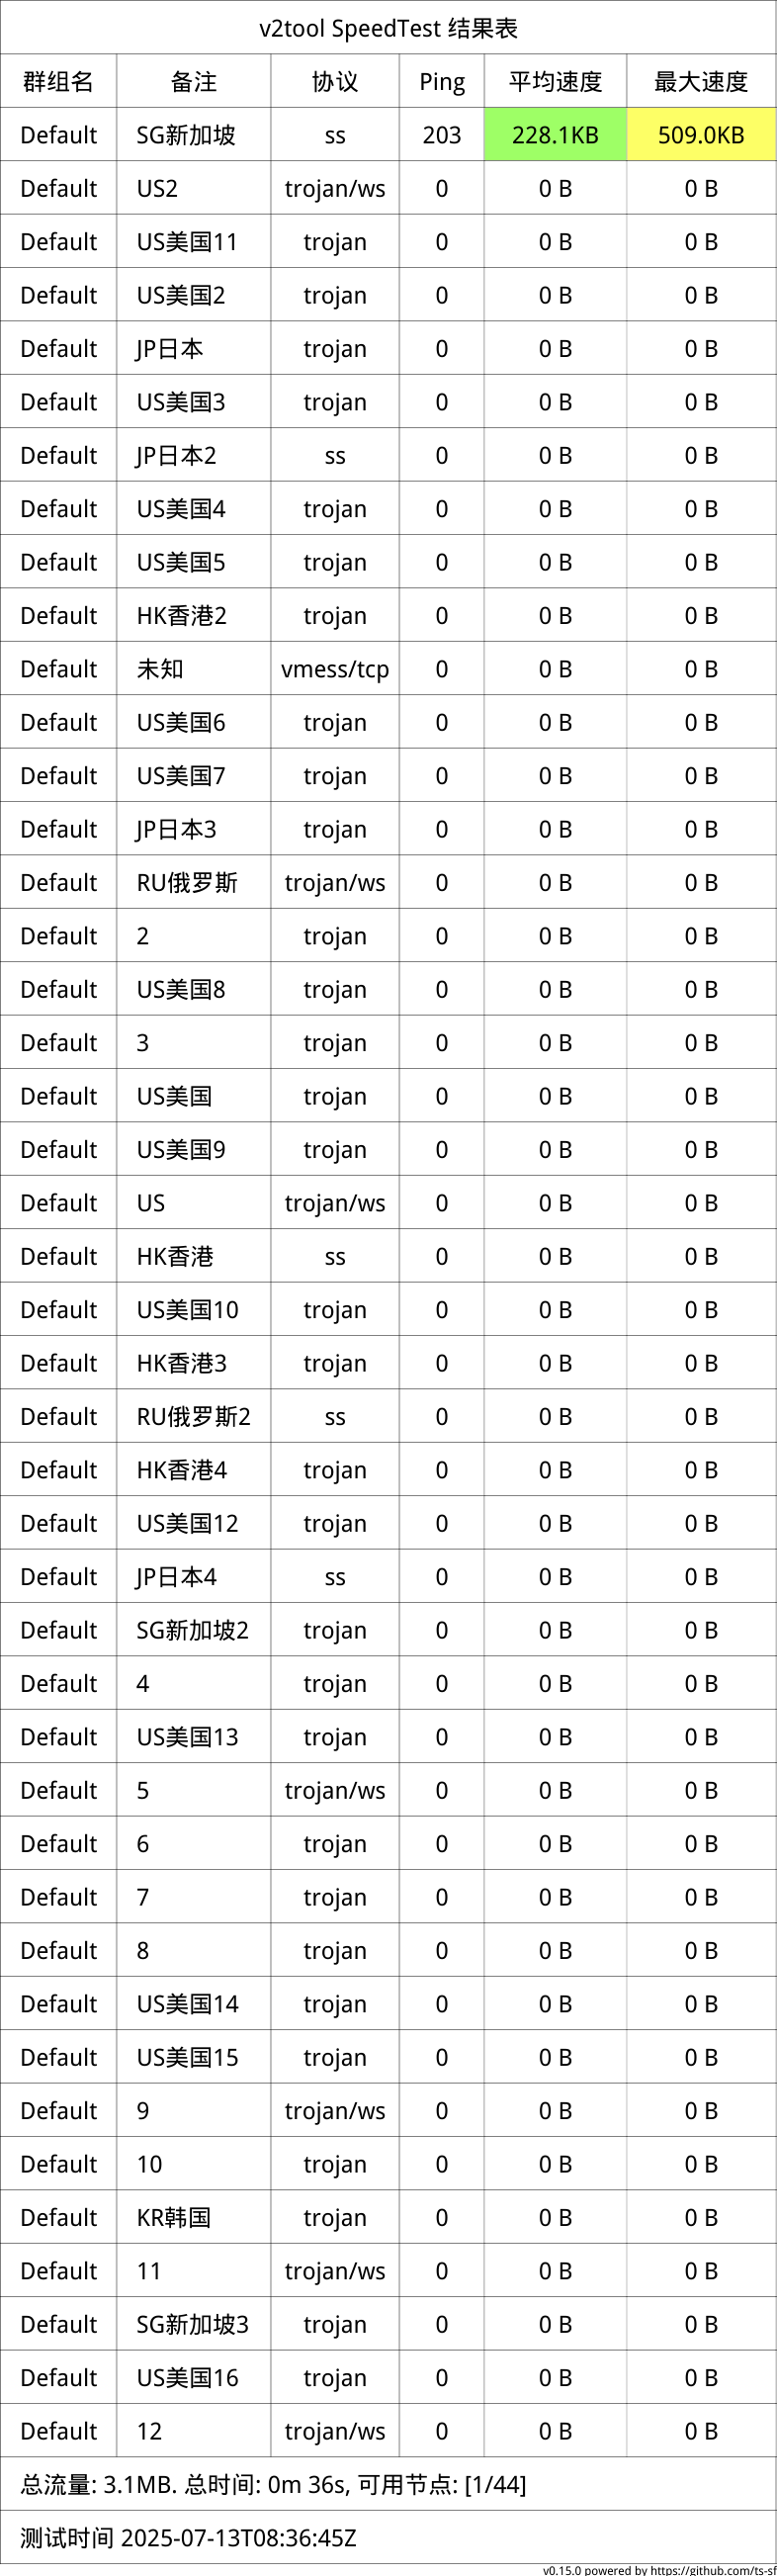 v2tool SpeedTest 结果表
群组名 备注 协议 Ping 平均速度 最大速度
Default SG新加坡 ss 203 228.1KB 509.0KB
Default US2 trojan/ws 0 0 B 0 B
Default US美国11 trojan 0 0 B 0 B
Default US美国2 trojan 0 0 B 0 B
Default JP日本 trojan 0 0 B 0 B
Default US美国3 trojan 0 0 B 0 B
Default JP日本2 ss 0 0 B 0 B
Default US美国4 trojan 0 0 B 0 B
Default US美国5 trojan 0 0 B 0 B
Default HK香港2 trojan 0 0 B 0 B
Default 未知 vmess/tcp 0 0 B 0 B
Default US美国6 trojan 0 0 B 0 B
Default US美国7 trojan 0 0 B 0 B
Default JP日本3 trojan 0 0 B 0 B
Default RU俄罗斯 trojan/ws 0 0 B 0 B
Default 2 trojan 0 0 B 0 B
Default US美国8 trojan 0 0 B 0 B
Default 3 trojan 0 0 B 0 B
Default US美国 trojan 0 0 B 0 B
Default US美国9 trojan 0 0 B 0 B
Default US trojan/ws 0 0 B 0 B
Default HK香港 ss 0 0 B 0 B
Default US美国10 trojan 0 0 B 0 B
Default HK香港3 trojan 0 0 B 0 B
Default RU俄罗斯2 ss 0 0 B 0 B
Default HK香港4 trojan 0 0 B 0 B
Default US美国12 trojan 0 0 B 0 B
Default JP日本4 ss 0 0 B 0 B
Default SG新加坡2 trojan 0 0 B 0 B
Default 4 trojan 0 0 B 0 B
Default US美国13 trojan 0 0 B 0 B
Default 5 trojan/ws 0 0 B 0 B
Default 6 trojan 0 0 B 0 B
Default 7 trojan 0 0 B 0 B
Default 8 trojan 0 0 B 0 B
Default US美国14 trojan 0 0 B 0 B
Default US美国15 trojan 0 0 B 0 B
Default 9 trojan/ws 0 0 B 0 B
Default 10 trojan 0 0 B 0 B
Default KR韩国 trojan 0 0 B 0 B
Default 11 trojan/ws 0 0 B 0 B
Default SG新加坡3 trojan 0 0 B 0 B
Default US美国16 trojan 0 0 B 0 B
Default 12 trojan/ws 0 0 B 0 B
总流量: 3.1MB. 总时间: 0m 36s, 可用节点: [1/44]
测试时间 2025-07-13T08:36:45Z
v0.15.0 powered by https://github.com/ts-sf